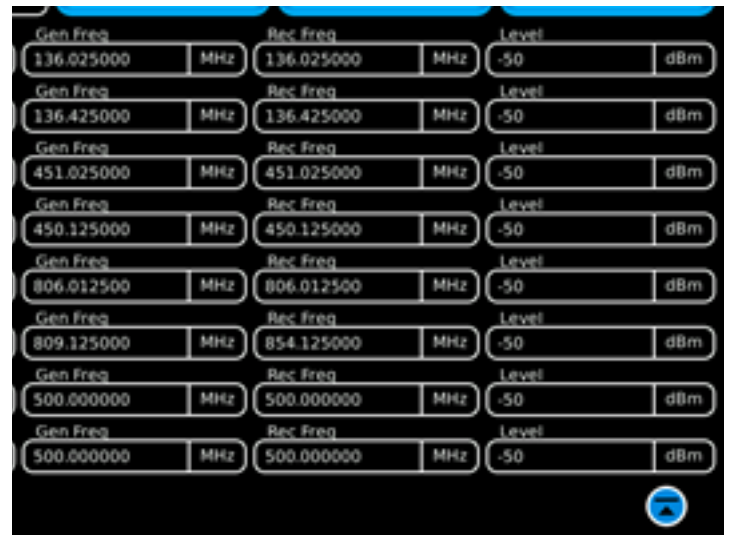 Gen Freq Rec Freq Level
136.025000 MHz 136.025000 MHz -50 dBm
Gen Freq Rec Freq Level
136.425000 MHz 136.425000 MHz -50 dBm
Gen Freq Rec Freq Level
451.025000 MHz 451.025000 MHz -50 dBm
Gen Freq Rec Freq Level
450.125000 MHz 450.125000 MHz -50 dBm
Gen Freq Rec Freq Level
806.012500 MHz 806.012500 MHz -50 dBm
Gen Freq Rec Freq Level
809.125000 MHz 854.125000 MHz -50 dBm
Gen Freq Rec Freq Level
500.000000 MHz 500.000000 MHz -50 dBm
Gen Freq Rec Freq Level
500.000000 MHz 500.000000 MHz -50 dBm